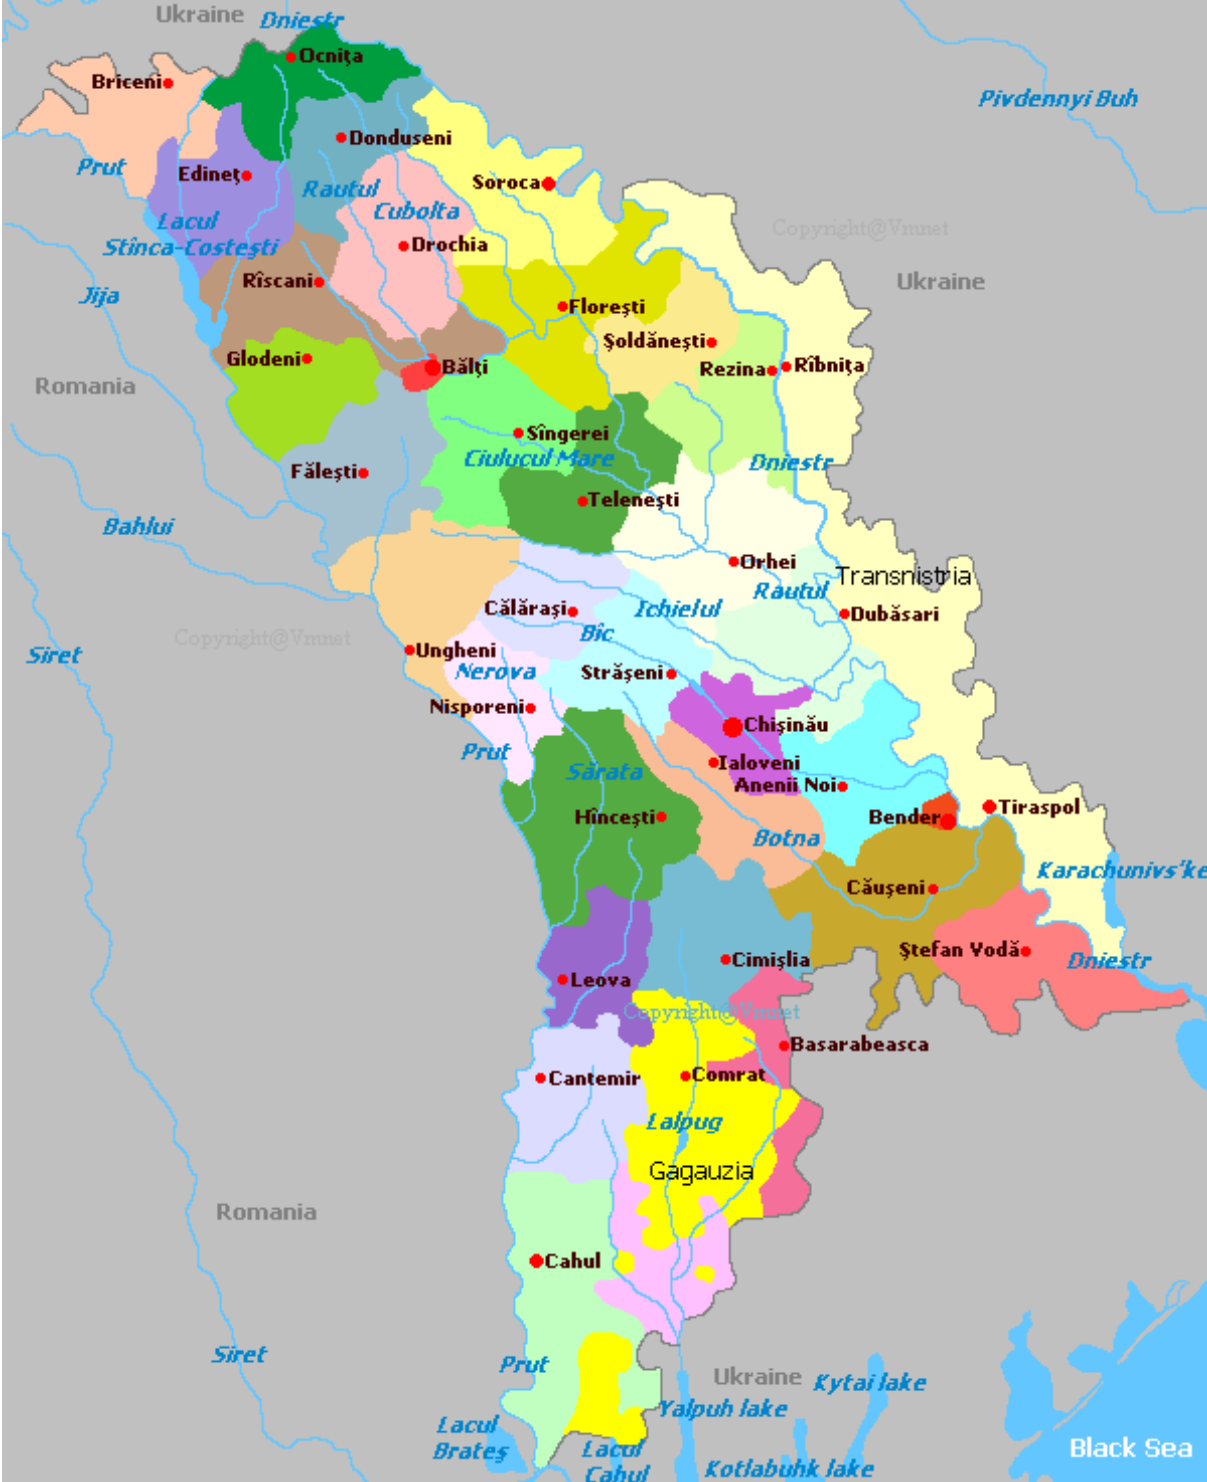 Ukraine
Dniestr
Ocniţa
Briceni
Pivdennyi Buh
Donduseni
Prut
Edineţ
Soroca
Rautul
Cubolta
Lacul
Stînca-Costeşti
Copyright@Vmnet
Drochia
Rîscani
Ukraine
Jija
Floreşti
Şoldăneşti
Glodeni
Bălţi
Rezina
Rîbniţa
Romania
Sîngerei
Ciulucul Mare
Dniestr
Făleşti
Teleneşti
Bahlui
Orhei
Transnistria
Rautul
Călăraşi
Ichielul
Dubăsari
Bîc
Copyright@Vmnet
Siret
Ungheni
Nerova
Străşeni
Nisporeni
Chişinău
Prut
Sărata
Ialoveni
Anenii Noi
Hînceşti
Bender
Tiraspol
Botna
Karachunivs'ke
Căuşeni
Ştefan Vodă
Cimişlia
Dniestr
Leova
Copyright@Vmnet
Basarabeasca
Cantemir
Comrat
Lalpug
Gagauzia
Romania
Cahul
Siret
Prut
Ukraine
Kytai lake
Yalpuh lake
Lacul
Brateş
Lacul
Cahul
Black Sea
Kotlabuhk lake